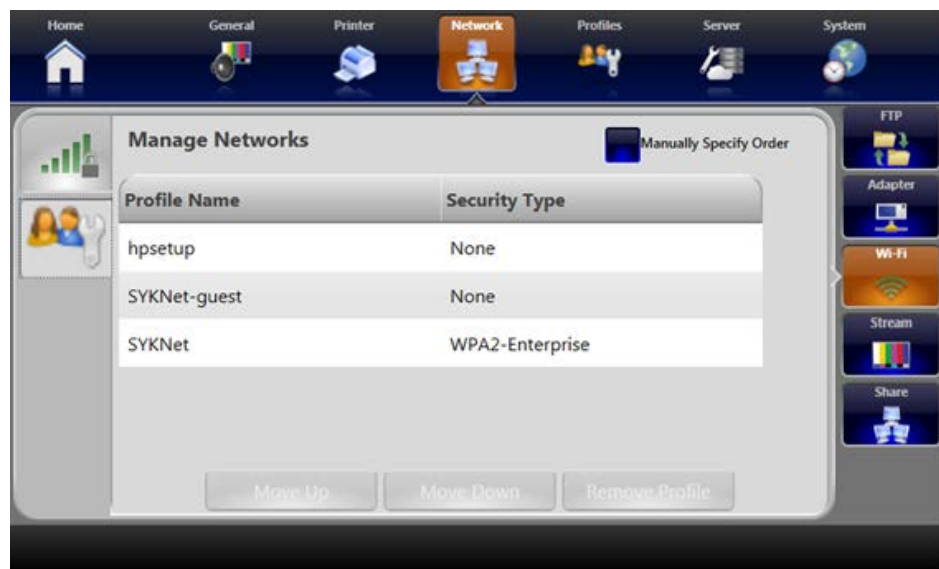 Home General Printer Network Profiles Server System
Manage Networks
Manually Specify Order
Profile Name Security Type
hpsetup None
SYKNet-guest None
SYKNet WPA2-Enterprise
Move Up Move Down Remove Profile
FTP
Adapter
Wi-Fi
Stream
Share